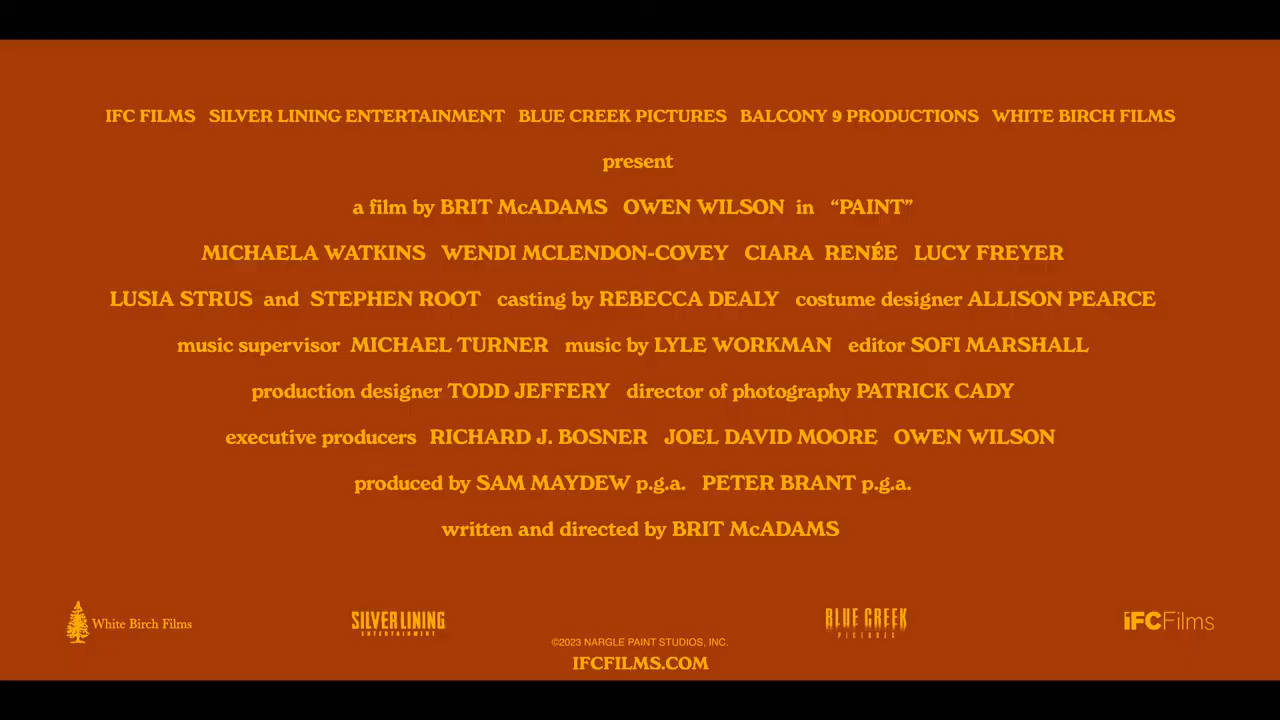 IFC FILMS SILVER LINING ENTERTAINMENT BLUE CREEK PICTURES BALCONY 9 PRODUCTIONS WHITE BIRCH FILMS
present
a film by BRIT McADAMS OWEN WILSON in “PAINT”
MICHAELA WATKINS WENDI MCLENDON-COVEY CIARA RENÉE LUCY FREYER
LUSIA STRUS and STEPHEN ROOT casting by REBECCA DEALY costume designer ALLISON PEARCE
music supervisor MICHAEL TURNER music by LYLE WORKMAN editor SOFI MARSHALL
production designer TODD JEFFERY director of photography PATRICK CADY
executive producers RICHARD J. BOSNER JOEL DAVID MOORE OWEN WILSON
produced by SAM MAYDEW p.g.a. PETER BRANT p.g.a.
written and directed by BRIT McADAMS
White Birch Films
SILVER LINING
ENTERTAINMENT
BLUE CREEK
PICTURES
IFC Films
©2023 NARGLE PAINT STUDIOS, INC.
IFCFILMS.COM